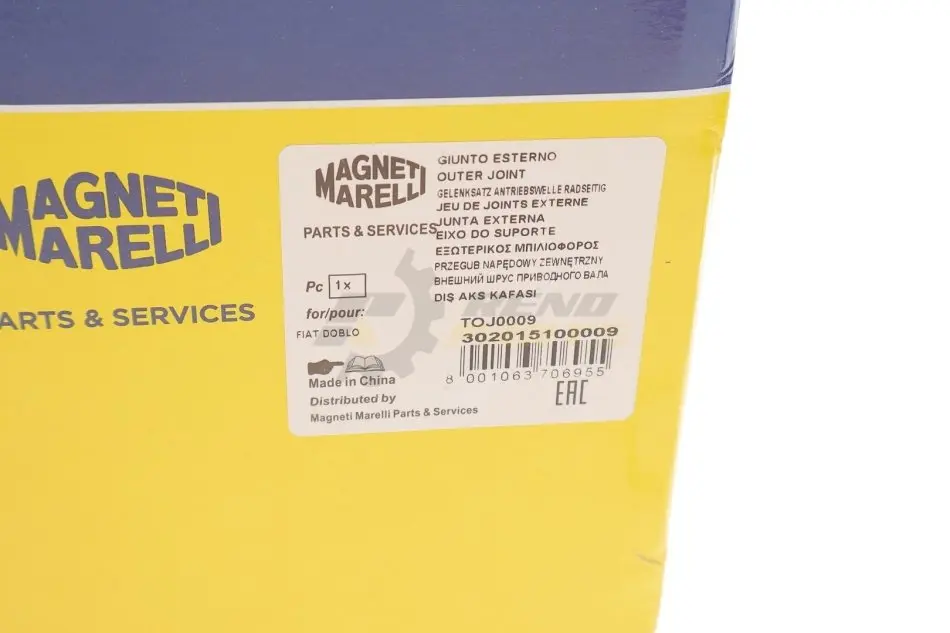 MAGNETI
MARELLI
PARTS & SERVICES
MAGNETI
MARELLI
PARTS & SERVICES
Pc 1x
for/pour:
FIAT DOBLO
Made in China
Distributed by
Magneti Marelli Parts & Services
GIUNTO ESTERNO
OUTER JOINT
GELENKSATZ ANTRIEBSWELLE RADSEITIG
JEU DE JOINTS EXTERNE
JUNTA EXTERNA
EIXO DO SUPORTE
ΕΞΩΤΕΡΙΚΟΣ ΜΠΙΛΙΟΦΟΡΟΣ
PRZEGUB NAPĘDOWY ZEWNĘTRZNY
ВНЕШНИЙ ШРУС ПРИВОДНОГО ВАЛА
DIŞ AKS KAFASI
TOJ0009
302015100009
8 001063 706955
EAC